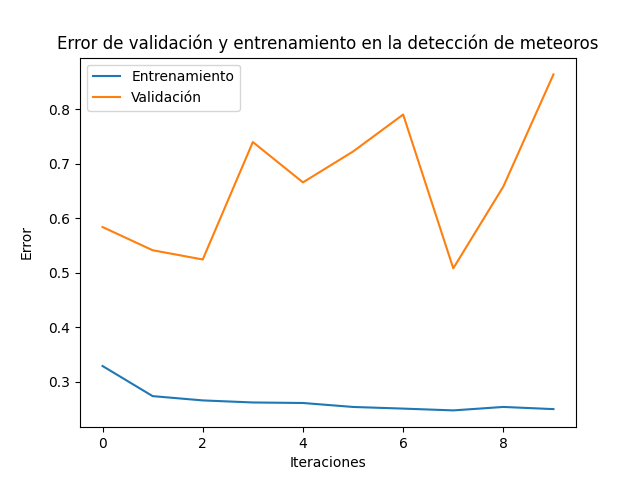 Error de validación y entrenamiento en la detección de meteoros
Entrenamiento
Validación
0.8
0.7
0.6
0.5
0.4
0.3
Error
0 2 4 6 8
Iteraciones